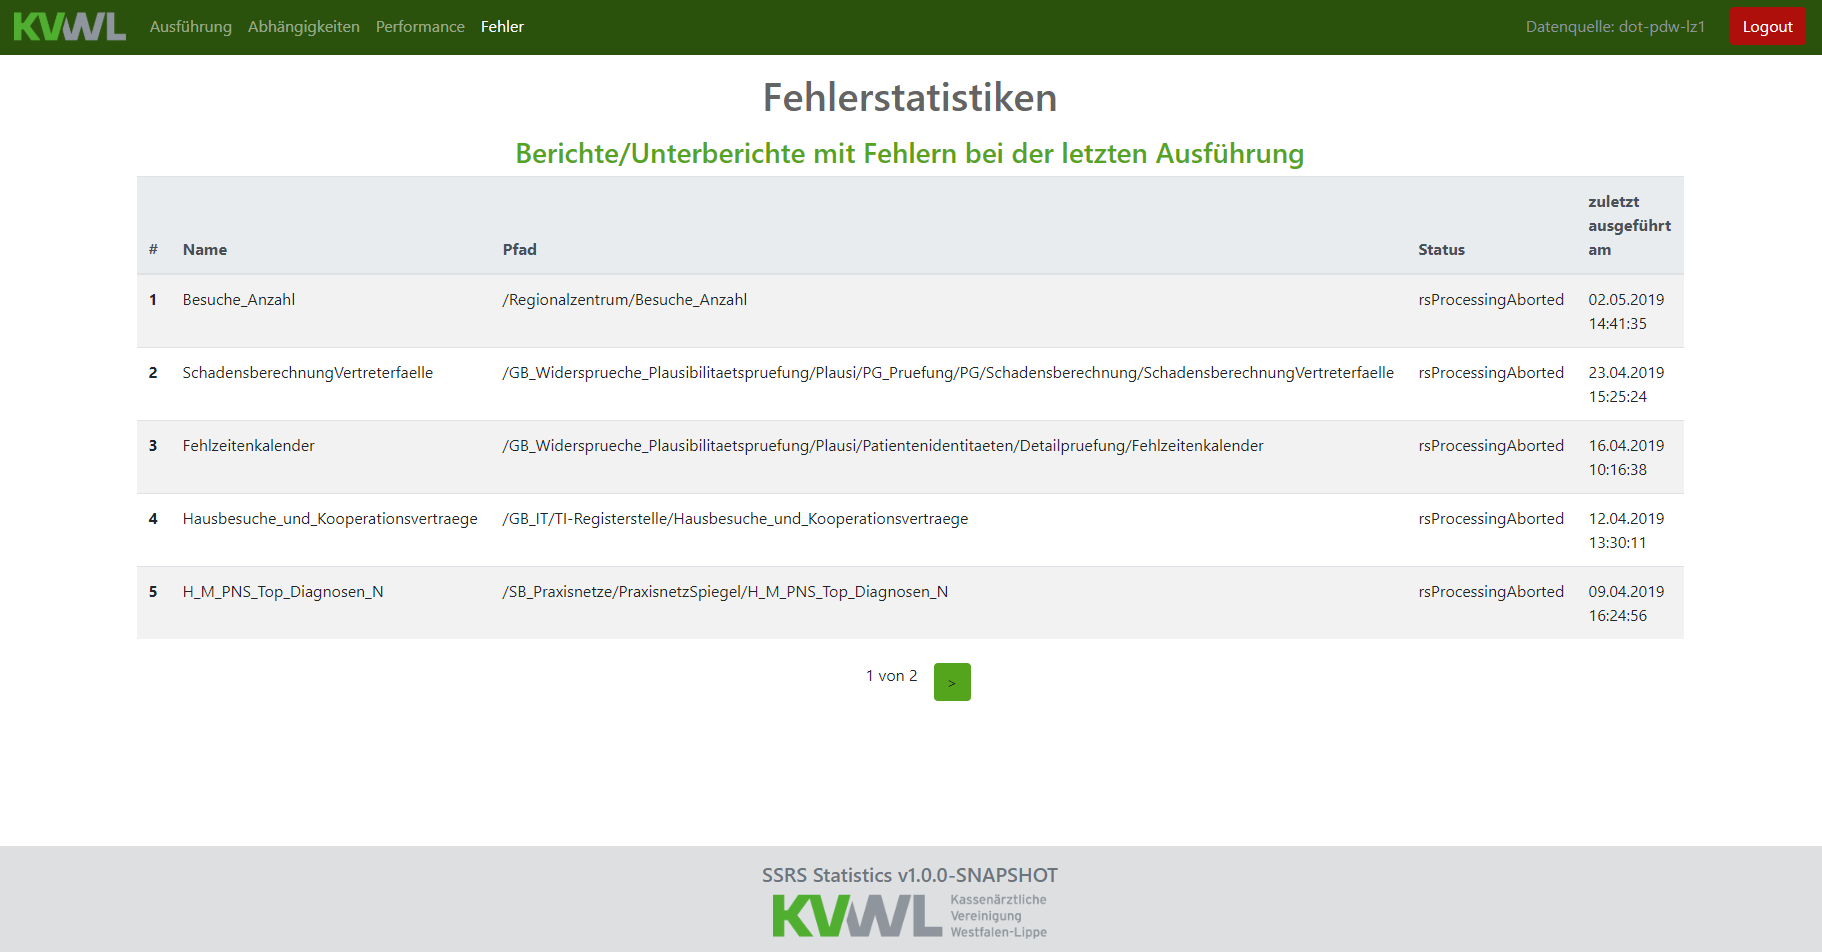 KVWL Ausführung Abhängigkeiten Performance Fehler Datenquelle: dot-pdw-lz1 Logout
Fehlerstatistiken
Berichte/Unterberichte mit Fehlern bei der letzten Ausführung
# Name Pfad Status zuletzt
ausgeführt
am
1 Besuche_Anzahl /Regionalzentrum/Besuche_Anzahl rsProcessingAborted 02.05.2019
14:41:35
2 SchadensberechnungVertreterfaelle /GB_Widersprueche_Plausibilitaetspruefung/Plausi/PG_Pruefung/PG/Schadensberechnung/SchadensberechnungVertreterfaelle rsProcessingAborted 23.04.2019
15:25:24
3 Fehlzeitenkalender /GB_Widersprueche_Plausibilitaetspruefung/Plausi/Patientenidentitaeten/Detailpruefung/Fehlzeitenkalender rsProcessingAborted 16.04.2019
10:16:38
4 Hausbesuche_und_Kooperationsvertraege /GB_IT/TI-Registerstelle/Hausbesuche_und_Kooperationsvertraege rsProcessingAborted 12.04.2019
13:30:11
5 H_M_PNS_Top_Diagnosen_N /SB_Praxisnetze/PraxisnetzSpiegel/H_M_PNS_Top_Diagnosen_N rsProcessingAborted 09.04.2019
16:24:56
1 von 2 >
SSRS Statistics v1.0.0-SNAPSHOT
KVWL
Kassenärztliche
Vereinigung
Westfalen-Lippe